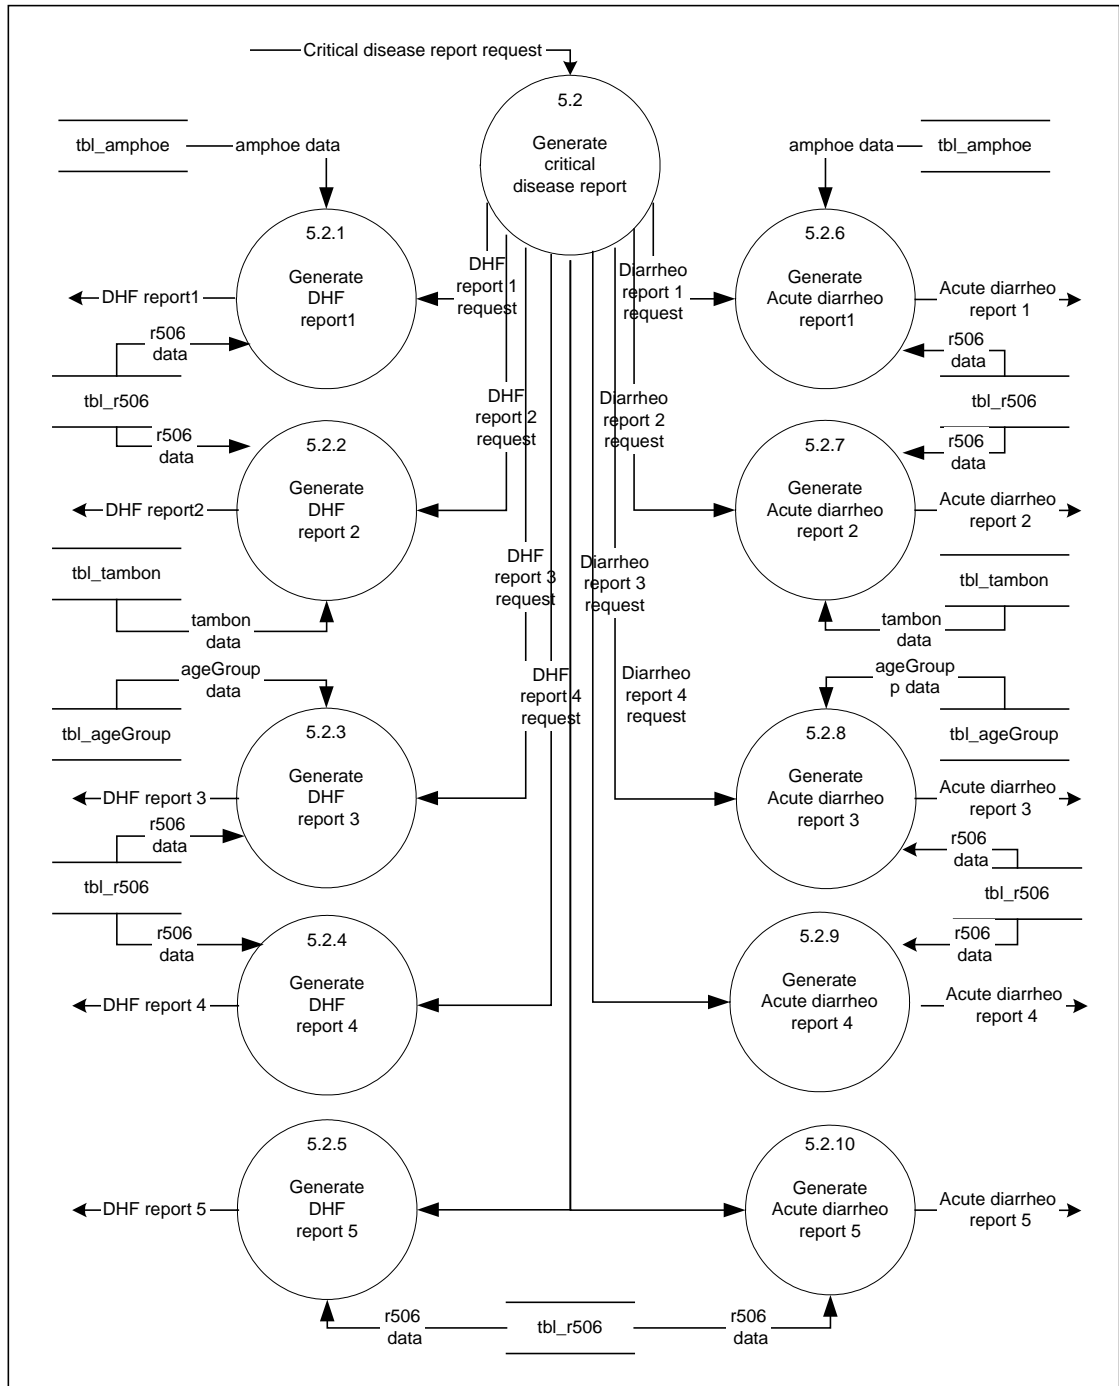 Critical disease report request
5.2
Generate
critical
disease report
tbl_amphoe
amphoe data
amphoe data
tbl_amphoe
5.2.1
Generate
DHF
report1
DHF
report 1
request
Diarrheo
report 1
request
5.2.6
Generate
Acute diarrheo
report1
DHF report1
Acute diarrheo
report 1
r506
data
r506
data
tbl_r506
tbl_r506
DHF
report 2
request
Diarrheo
report 2
request
r506
data
r506
data
5.2.2
Generate
DHF
report 2
5.2.7
Generate
Acute diarrheo
report 2
DHF report2
Acute diarrheo
report 2
tbl_tambon
DHF
report 3
request
Diarrheo
report 3
request
tbl_tambon
tambon
data
tambon
data
ageGroup
data
DHF
report 4
request
Diarrheo
report 4
request
ageGroup
p data
tbl_ageGroup
5.2.3
Generate
DHF
report 3
5.2.8
Generate
Acute diarrheo
report 3
tbl_ageGroup
DHF report 3
Acute diarrheo
report 3
r506
data
r506
data
tbl_r506
tbl_r506
r506
data
r506
data
5.2.4
Generate
DHF
report 4
5.2.9
Generate
Acute diarrheo
report 4
DHF report 4
Acute diarrheo
report 4
5.2.5
Generate
DHF
report 5
5.2.10
Generate
Acute diarrheo
report 5
DHF report 5
Acute diarrheo
report 5
r506
data
tbl_r506
r506
data